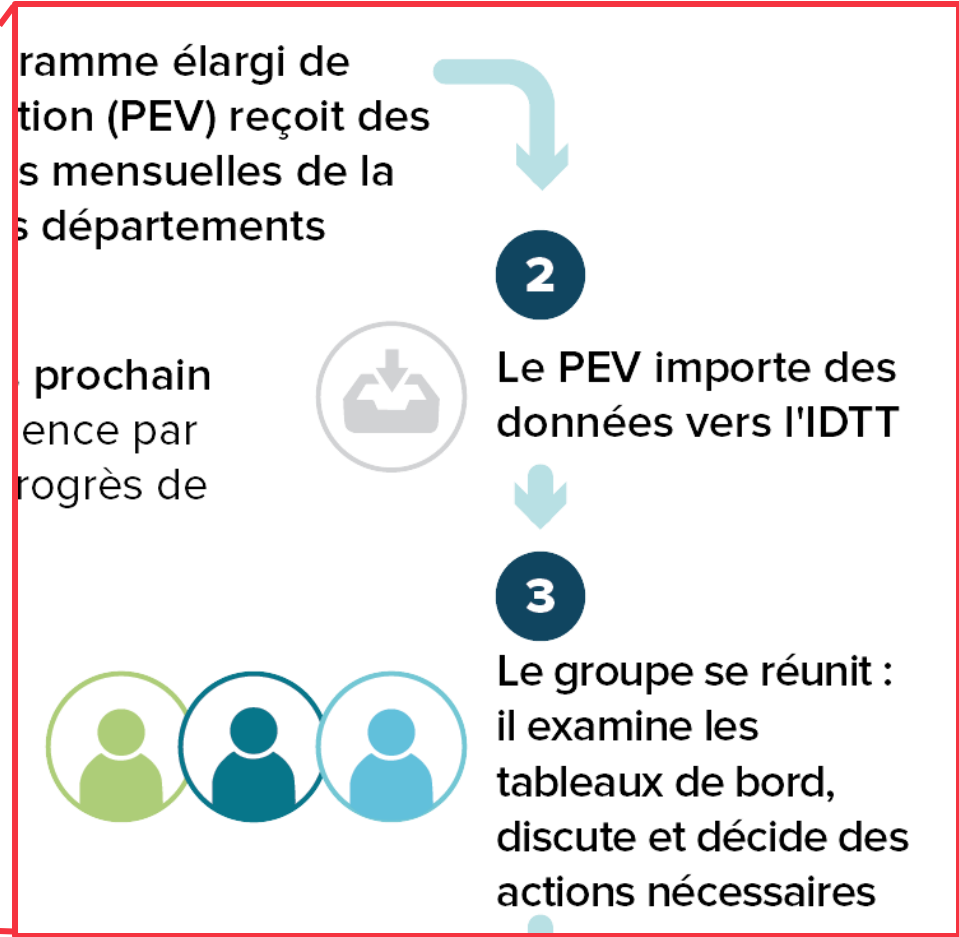 ramme élargi de
tion (PEV) reçoit des
s mensuelles de la
s départements
2
Le PEV importe des
données vers l'IDTT
prochain
ence par
rogrès de
3
Le groupe se réunit :
il examine les
tableaux de bord,
discute et décide des
actions nécessaires